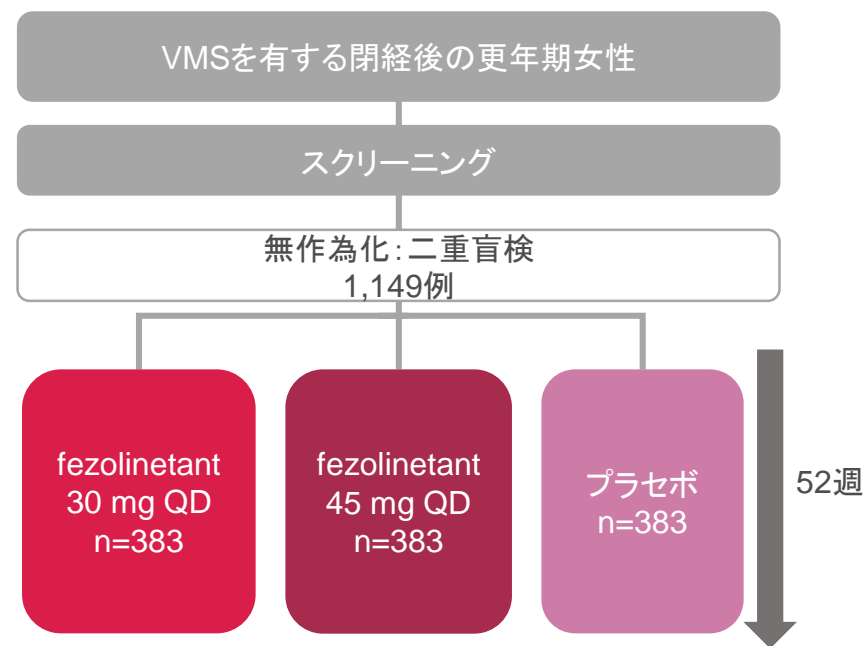 VMSを有する閉経後の更年期女性
スクリーニング
無作為化：二重盲検
1,149例
fezolinetant
30 mg QD
n=383
fezolinetant
45 mg QD
n=383
プラセボ
n=383
52週